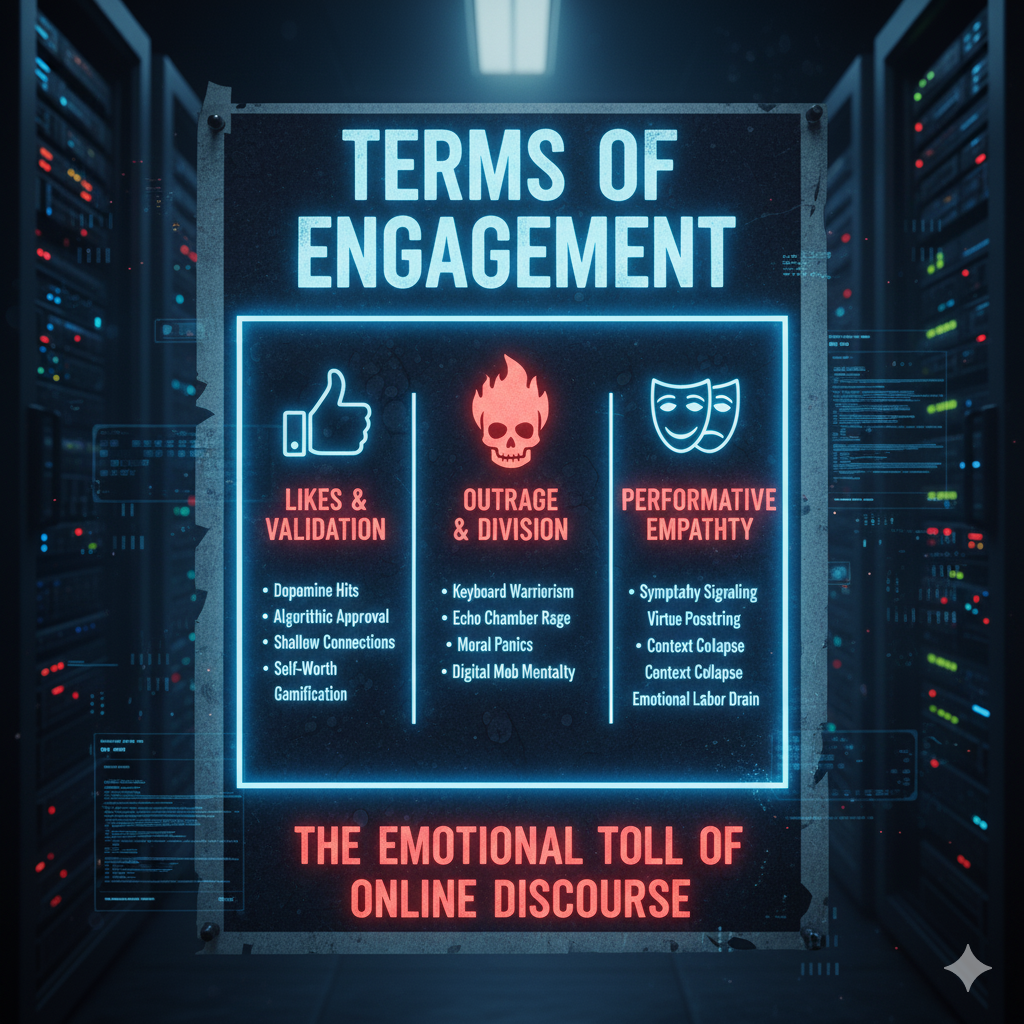 TERMS OF
ENGAGEMENT
LIKES &
VALIDATION
• Dopomine Hits
• Algorithic Approval
• Shallow Connections
• Self-Worth
Gamification
OUTRAGE
& DIVISION
• Keyboard Warriorism
• Echo Chamber Rage
• Moral Panics
• Digital Mob Mentalty
PERFORMATIVE
EMPATHTY
• Symptahy Signaling
Virtue Posstring
• Context Colapse
Context Collapse
Emotional Labor Drain
THE EMOTIONAL TOLL OF
ONLINE DISCOURSE